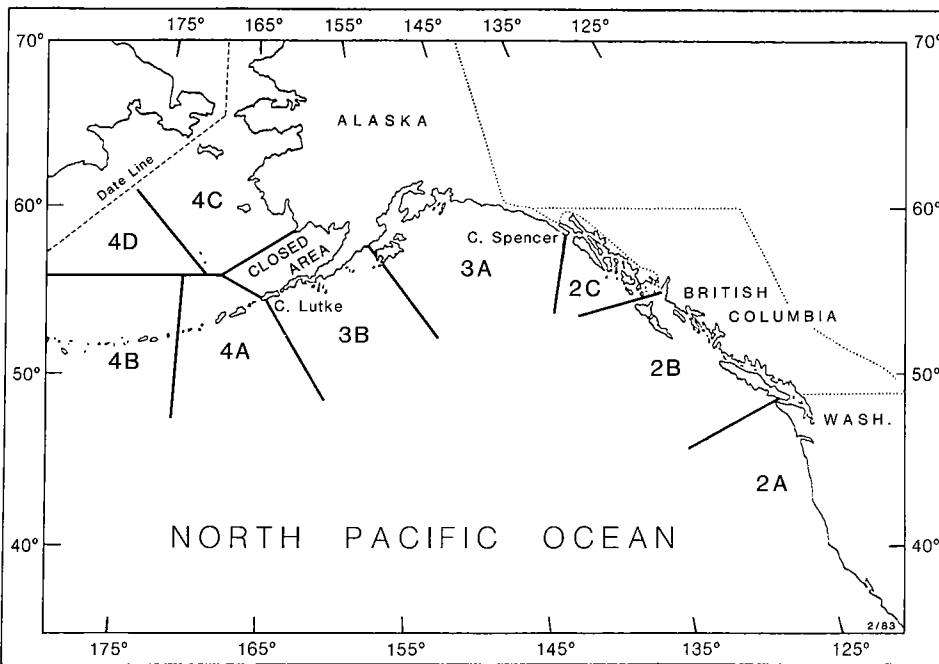 175° 165° 155° 145° 135° 125°
70° 70°
ALASKA
Date Line
4C
60° 60°
4D
CLOSED
AREA
C. Spencer
3A
2C
BRITISH
COLUMBIA
C. Lutke
3B
4A
4B
2B
50° 50°
WASH.
2A
NORTH PACIFIC OCEAN
40° 40°
2/83
175° 165° 155° 145° 135° 125°